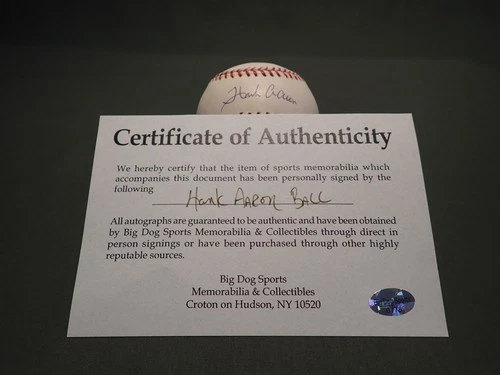 Hank Aaron
Certificate of Authenticity
We hereby certify that the item of sports memorabilia which
accompanies this document has been personally signed by the
following
Hank AARON BALL
All autographs are guaranteed to be authentic and have been obtained
by Big Dog Sports Memorabilia & Collectibles through direct in
person signings or have been purchased through other highly
reputable sources.
Big Dog Sports
Memorabilia & Collectibles
Croton on Hudson, NY 10520